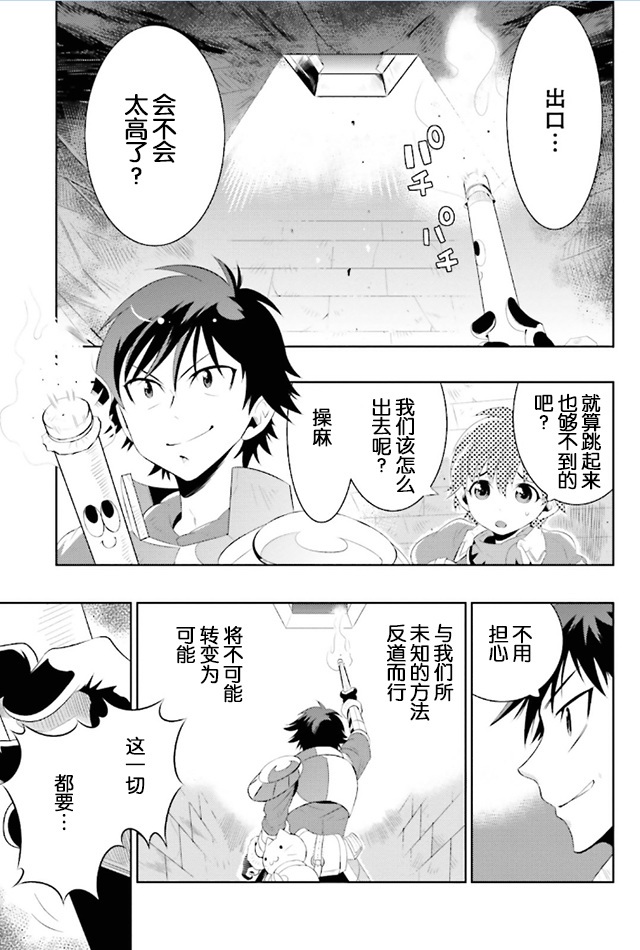 出口…
会不会
太高了？
パチ
パチ
就算跳起来
也够不到的
吧？
我们该怎么
出去呢？
操麻
不用
担心
与我们所
未知的方法
反道而行
将不可能
转变为
可能
这一切
都要…